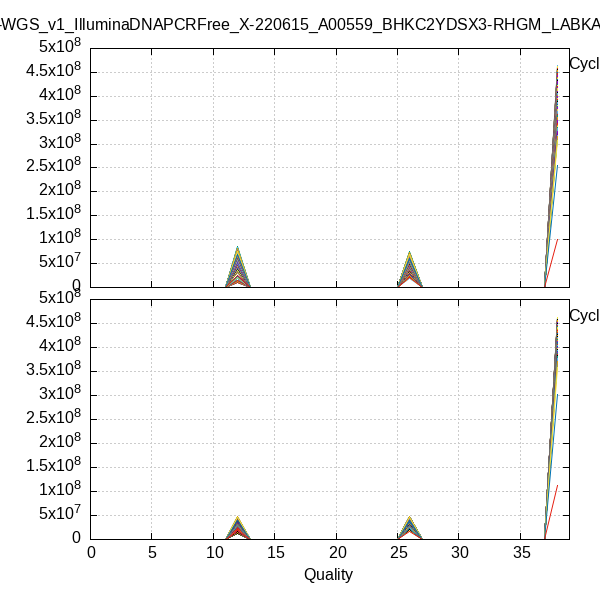 -WGS_v1_IlluminaDNAPCRFree_X-220615_A00559_BHKC2YDSX3-RHGM_LABKA
5x10^8
4.5x10^8
4x10^8
3.5x10^8
3x10^8
2.5x10^8
2x10^8
1.5x10^8
1x10^8
5x10^7
0
Cycl
5x10^8
4.5x10^8
4x10^8
3.5x10^8
3x10^8
2.5x10^8
2x10^8
1.5x10^8
1x10^8
5x10^7
0
Cycl
0 5 10 15 20 25 30 35
Quality